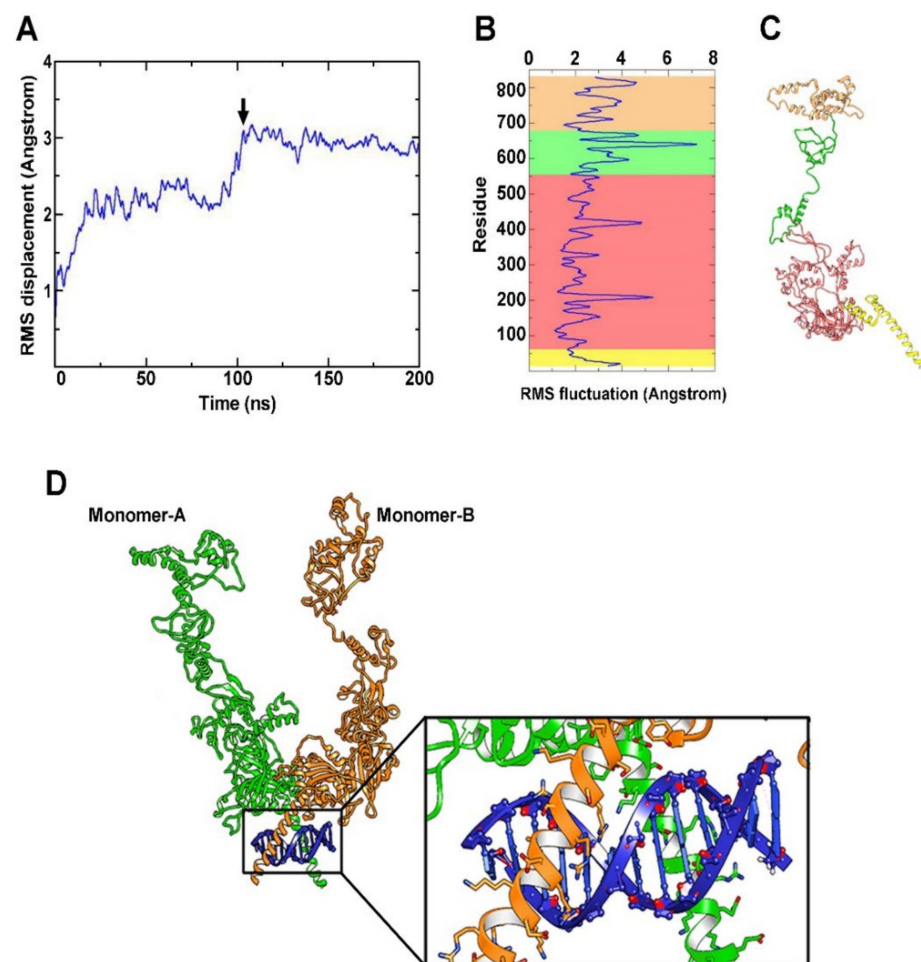 A
RMS displacement (Angstrom)
4
3
2
1
0
50
100
150
200
Time (ns)
B
0
2
4
6
8
Residue
800
700
600
500
400
300
200
100
RMS fluctuation (Angstrom)
C
D
Monomer-A
Monomer-B